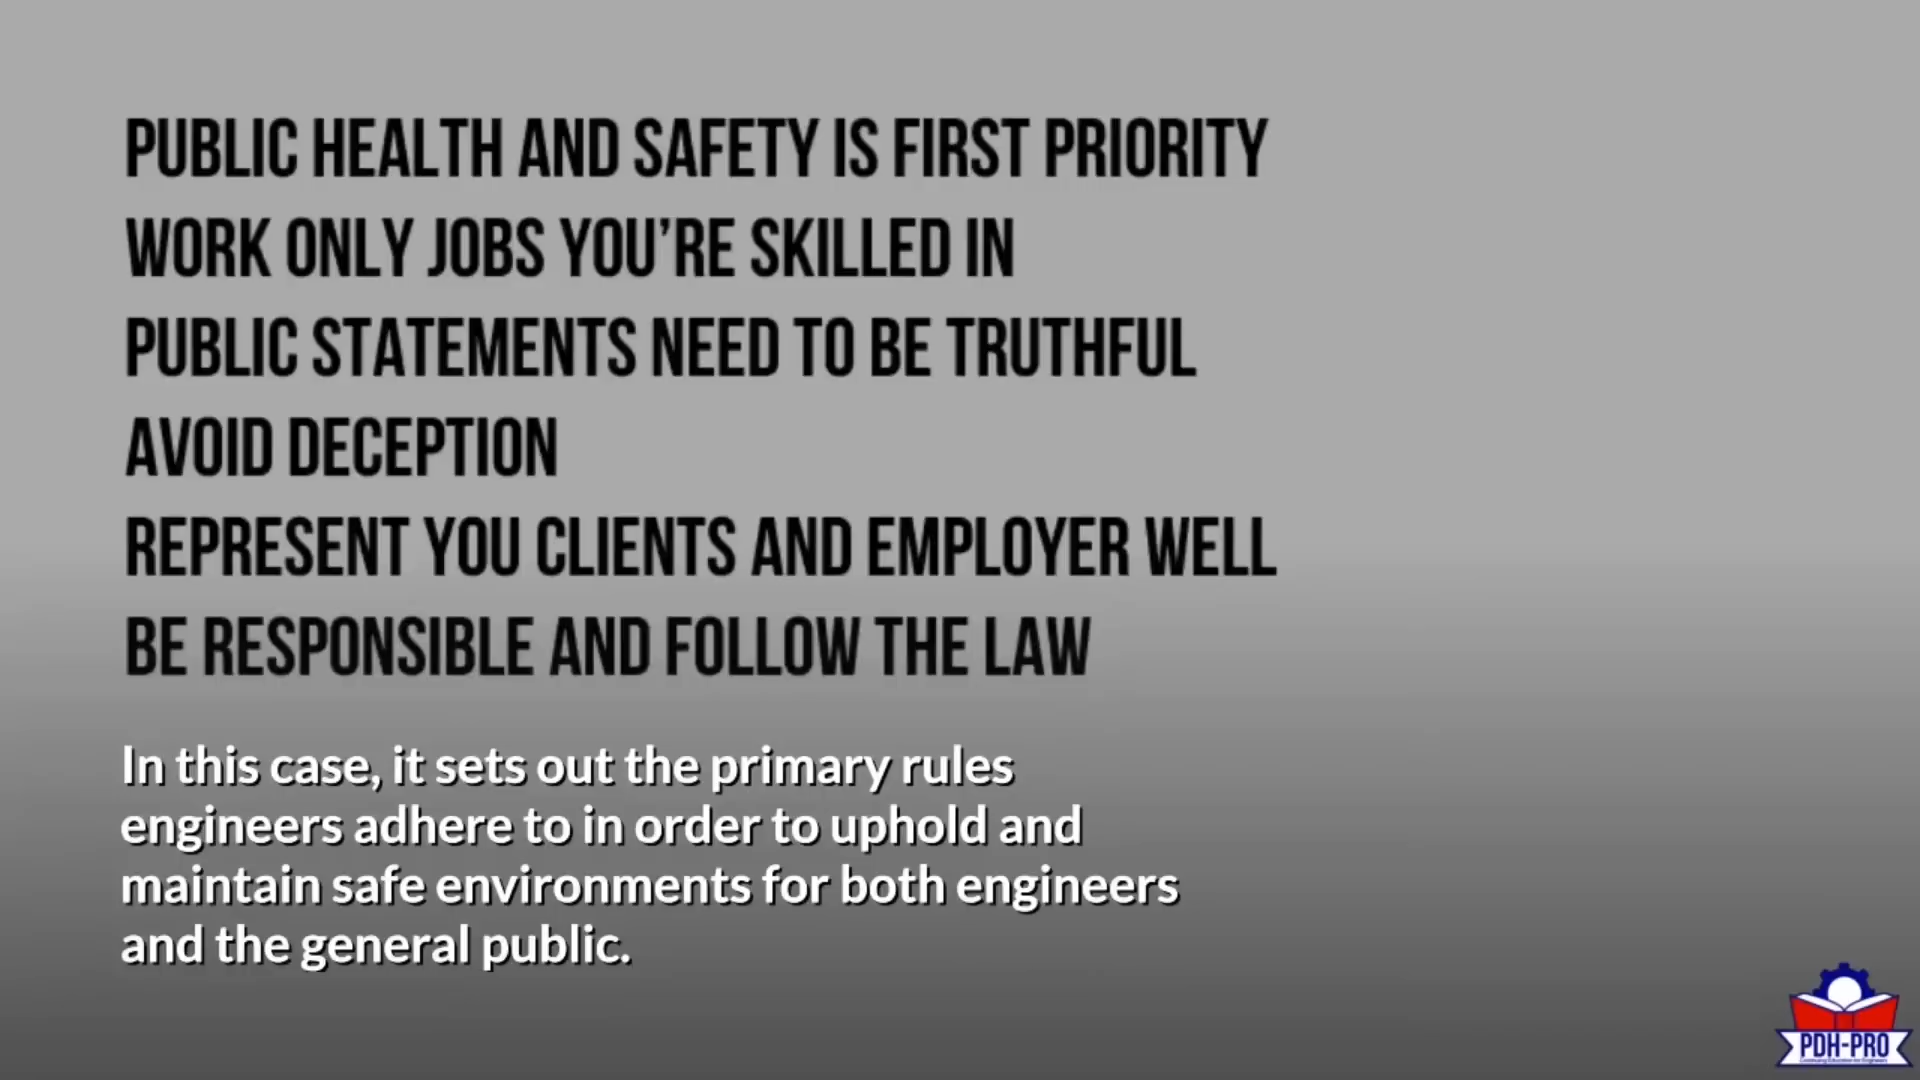 PUBLIC HEALTH AND SAFETY IS FIRST PRIORITY
WORK ONLY JOBS YOU'RE SKILLED IN
PUBLIC STATEMENTS NEED TO BE TRUTHFUL
AVOID DECEPTION
REPRESENT YOU CLIENTS AND EMPLOYER WELL
BE RESPONSIBLE AND FOLLOW THE LAW
In this case, it sets out the primary rules
engineers adhere to in order to uphold and
maintain safe environments for both engineers
and the general public.
PDH-PRO